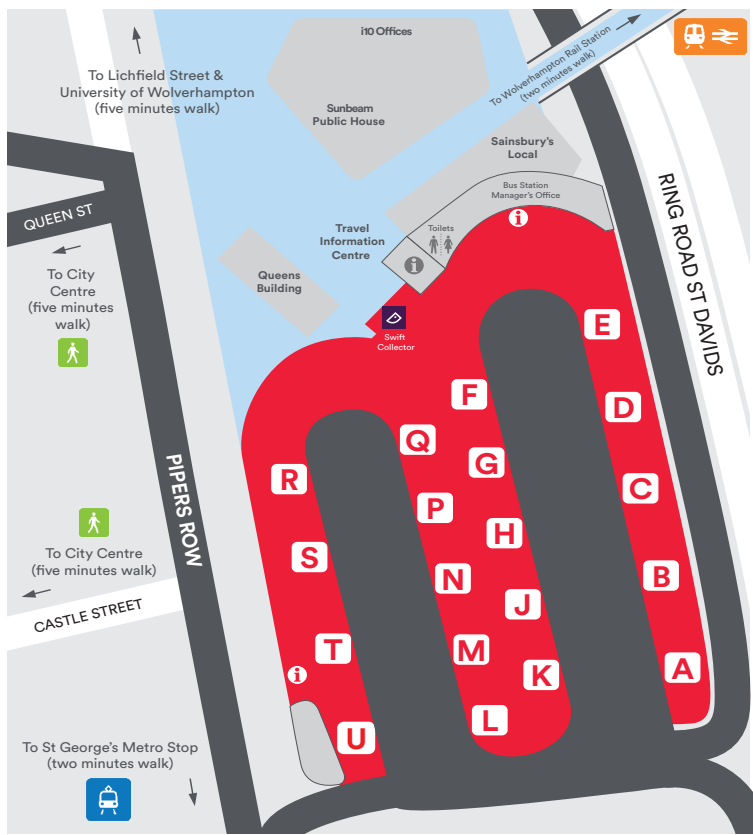 i10 Offices
To Wolverhampton Rail Station
(two minutes walk)
To Lichfield Street &
University of Wolverhampton
(five minutes walk)
Sunbeam
Public House
Sainsbury's
Local
Bus Station
Manager's Office
RING ROAD ST DAVIDS
QUEEN ST
Travel
Information
Centre
Toilets
i
i
To City
Centre
(five minutes
walk)
Queens
Building
Swift
Collector
E
F
D
Q
G
R
C
PIPERS ROW
P
H
To City Centre
(five minutes walk)
S
N
B
J
CASTLE STREET
T
M
A
K
i
L
U
To St George's Metro Stop
(two minutes walk)